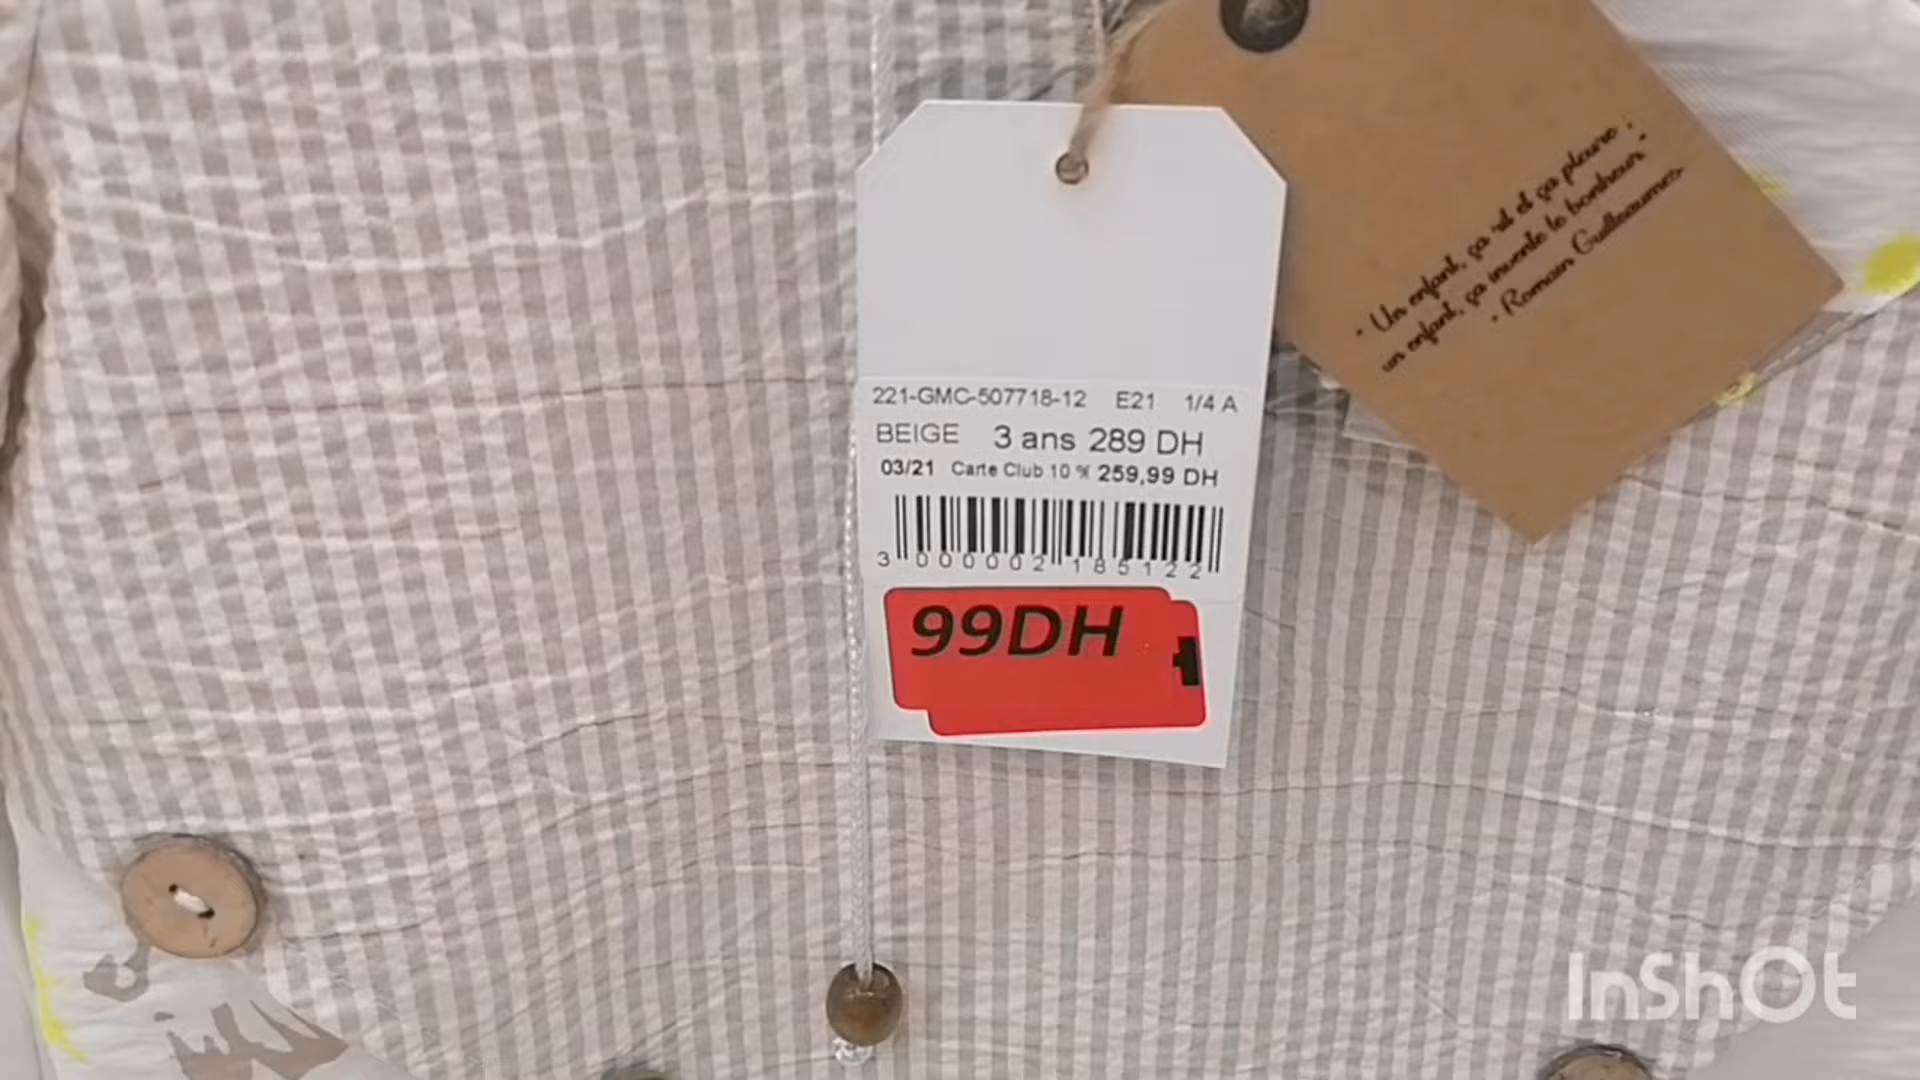 " Un enfant, ça rit et ça pleure ;
un enfant, ça invente le bonheur "
- Romain Guilleaumes
221-GMC-507718-12 E21 1/4 A
BEIGE 3 ans 289 DH
03/21 Carte Club 10 % 259,99 DH
3 000002 185122
99DH
InShOt